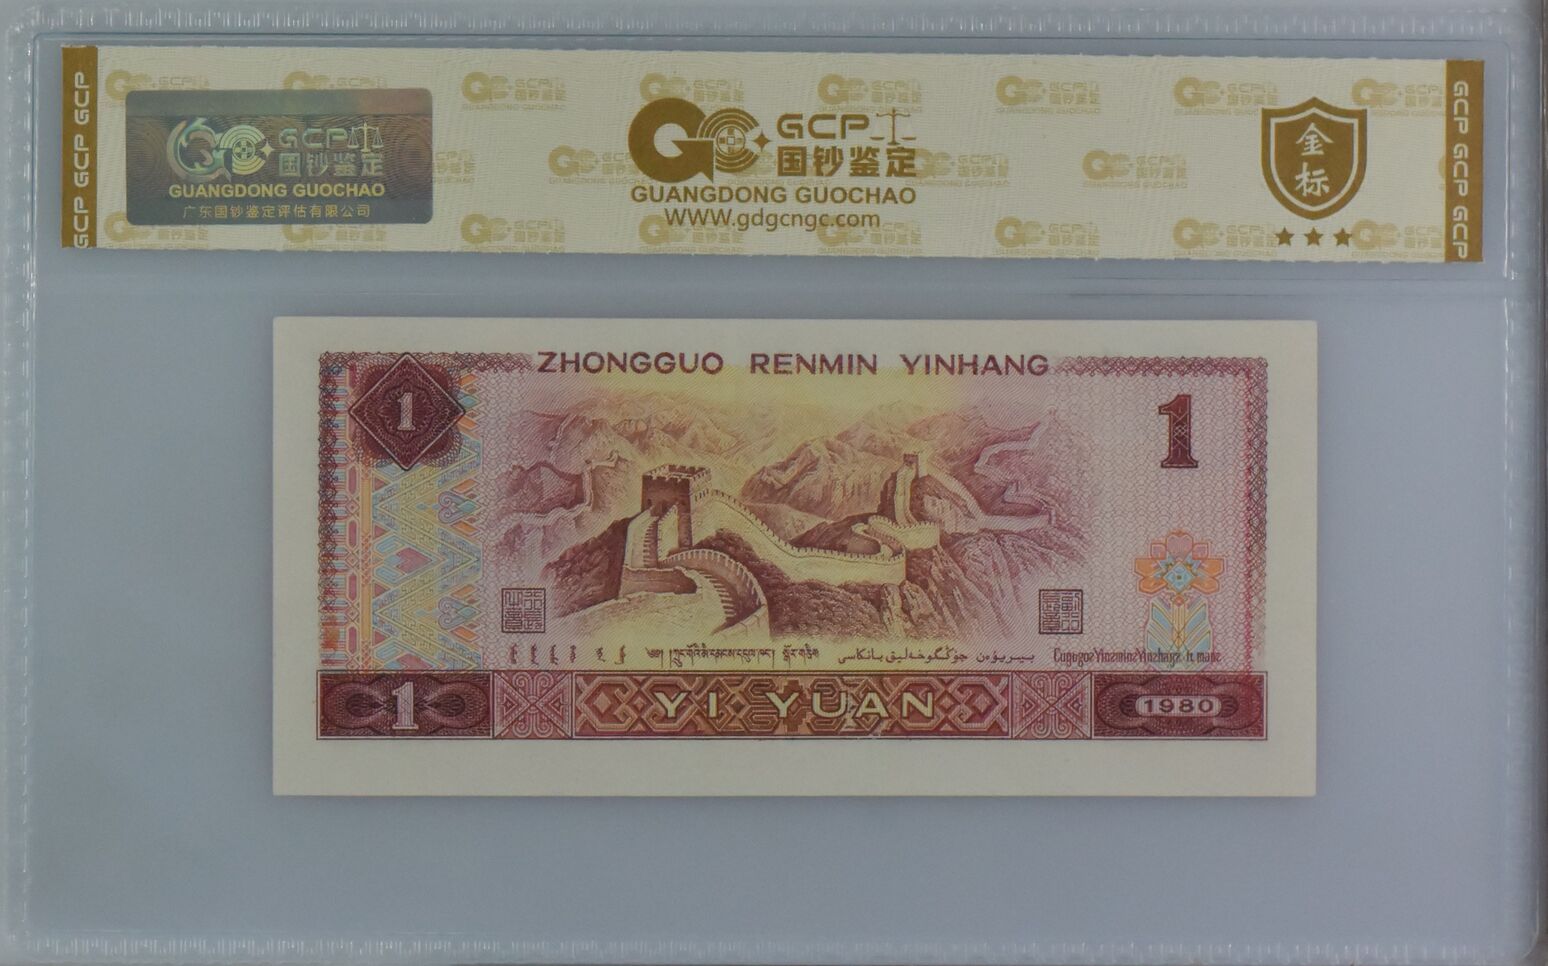 GCP 国钞鉴定
GUANGDONG GUOCHAO
广东国钞鉴定评估有限公司
GCP 国钞鉴定
GUANGDONG GUOCHAO
WWW.gdgcngc.com
金标
GCP GCP GCP
GCP GCP GCP
ZHONGGUO RENMIN YINHANG
1
1
1
YI YUAN
1980